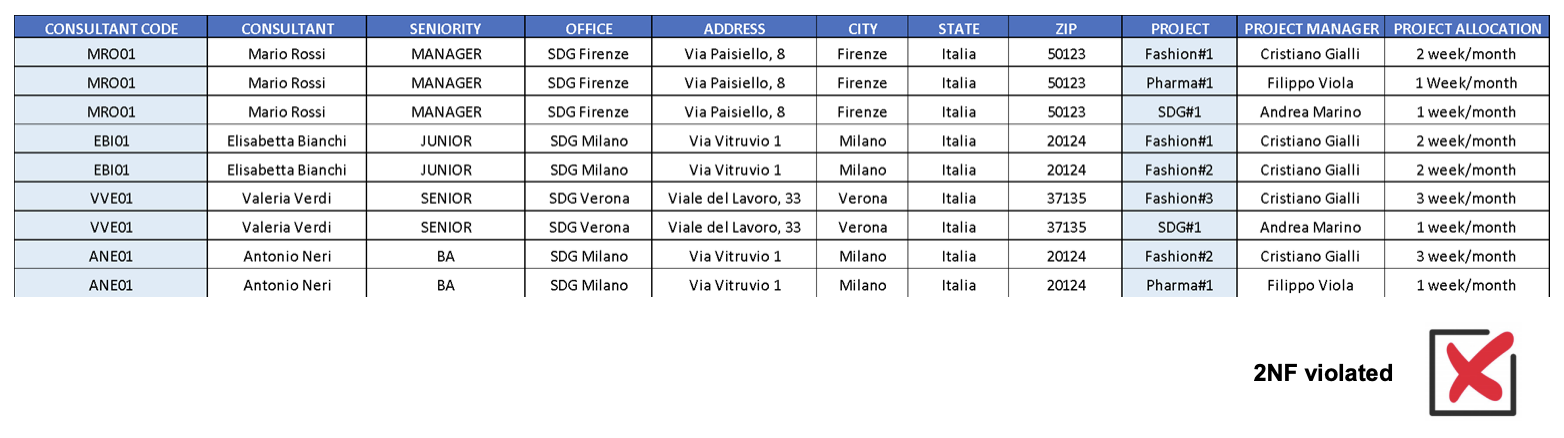 CONSULTANT CODE CONSULTANT SENIORITY OFFICE ADDRESS CITY STATE ZIP PROJECT PROJECT MANAGER PROJECT ALLOCATION
MRO01 Mario Rossi MANAGER SDG Firenze Via Paisiello, 8 Firenze Italia 50123 Fashion#1 Cristiano Gialli 2 week/month
MRO01 Mario Rossi MANAGER SDG Firenze Via Paisiello, 8 Firenze Italia 50123 Pharma#1 Filippo Viola 1 Week/month
MRO01 Mario Rossi MANAGER SDG Firenze Via Paisiello, 8 Firenze Italia 50123 SDG#1 Andrea Marino 1 week/month
EBI01 Elisabetta Bianchi JUNIOR SDG Milano Via Vitruvio 1 Milano Italia 20124 Fashion#1 Cristiano Gialli 2 week/month
EBI01 Elisabetta Bianchi JUNIOR SDG Milano Via Vitruvio 1 Milano Italia 20124 Fashion#2 Cristiano Gialli 2 week/month
VVE01 Valeria Verdi SENIOR SDG Verona Viale del Lavoro, 33 Verona Italia 37135 Fashion#3 Cristiano Gialli 3 week/month
VVE01 Valeria Verdi SENIOR SDG Verona Viale del Lavoro, 33 Verona Italia 37135 SDG#1 Andrea Marino 1 week/month
ANE01 Antonio Neri BA SDG Milano Via Vitruvio 1 Milano Italia 20124 Fashion#2 Cristiano Gialli 3 week/month
ANE01 Antonio Neri BA SDG Milano Via Vitruvio 1 Milano Italia 20124 Pharma#1 Filippo Viola 1 week/month
2NF violated